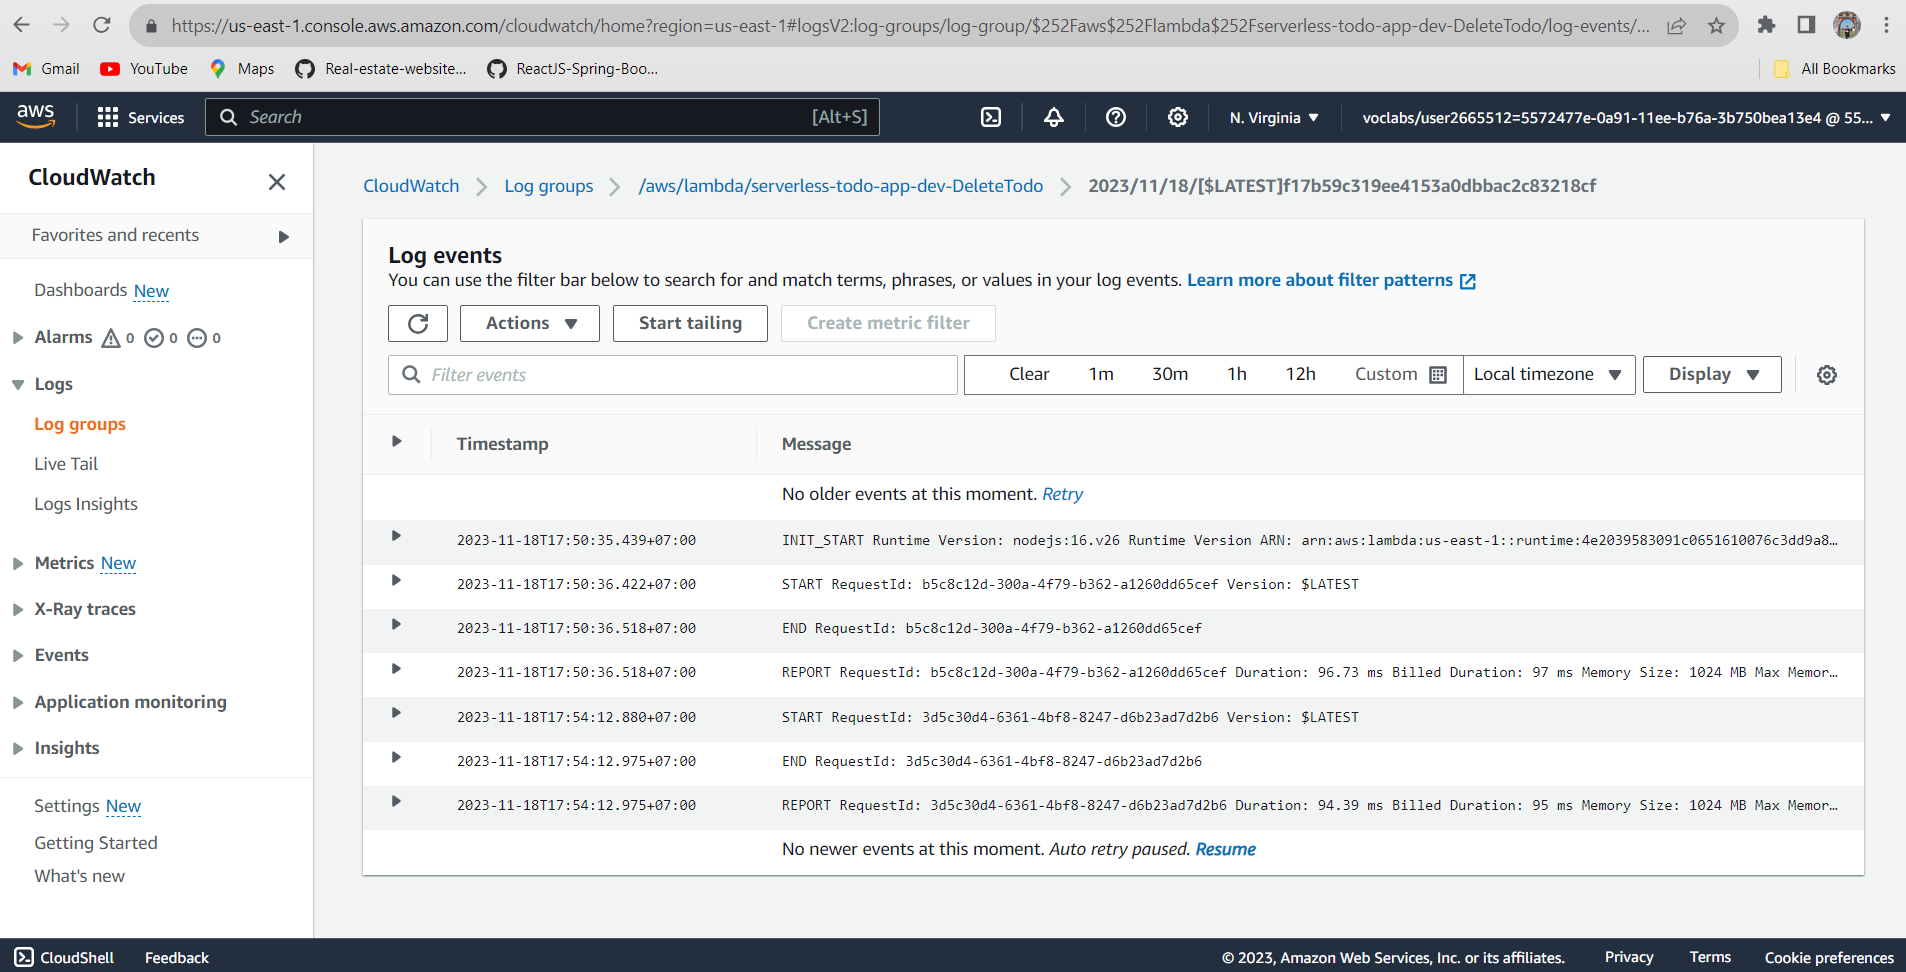 https://us-east-1.console.aws.amazon.com/cloudwatch/home?region=us-east-1#logsV2:log-groups/log-group/$252Faws$252Flambda$252Fserverless-todo-app-dev-DeleteTodo/log-events/...
Gmail YouTube Maps Real-estate-website... ReactJS-Spring-Boo... All Bookmarks
aws Services Search [Alt+S] N. Virginia voclabs/user2665512=5572477e-0a91-11ee-b76a-3b750bea13e4 @ 55...
CloudWatch
Favorites and recents
Dashboards New
Alarms 0 0 0
Logs
Log groups
Live Tail
Logs Insights
Metrics New
X-Ray traces
Events
Application monitoring
Insights
Settings New
Getting Started
What's new
CloudWatch Log groups /aws/lambda/serverless-todo-app-dev-DeleteTodo 2023/11/18/[$LATEST]f17b59c319ee4153a0dbbac2c83218cf
Log events
You can use the filter bar below to search for and match terms, phrases, or values in your log events. Learn more about filter patterns
Actions Start tailing Create metric filter
Filter events Clear 1m 30m 1h 12h Custom Local timezone Display
Timestamp Message
No older events at this moment. Retry
2023-11-18T17:50:35.439+07:00 INIT_START Runtime Version: nodejs:16.v26 Runtime Version ARN: arn:aws:lambda:us-east-1::runtime:4e2039583091c0651610076c3dd9a8…
2023-11-18T17:50:36.422+07:00 START RequestId: b5c8c12d-300a-4f79-b362-a1260dd65cef Version: $LATEST
2023-11-18T17:50:36.518+07:00 END RequestId: b5c8c12d-300a-4f79-b362-a1260dd65cef
2023-11-18T17:50:36.518+07:00 REPORT RequestId: b5c8c12d-300a-4f79-b362-a1260dd65cef Duration: 96.73 ms Billed Duration: 97 ms Memory Size: 1024 MB Max Memor…
2023-11-18T17:54:12.880+07:00 START RequestId: 3d5c30d4-6361-4bf8-8247-d6b23ad7d2b6 Version: $LATEST
2023-11-18T17:54:12.975+07:00 END RequestId: 3d5c30d4-6361-4bf8-8247-d6b23ad7d2b6
2023-11-18T17:54:12.975+07:00 REPORT RequestId: 3d5c30d4-6361-4bf8-8247-d6b23ad7d2b6 Duration: 94.39 ms Billed Duration: 95 ms Memory Size: 1024 MB Max Memor…
No newer events at this moment. Auto retry paused. Resume
CloudShell Feedback © 2023, Amazon Web Services, Inc. or its affiliates. Privacy Terms Cookie preferences